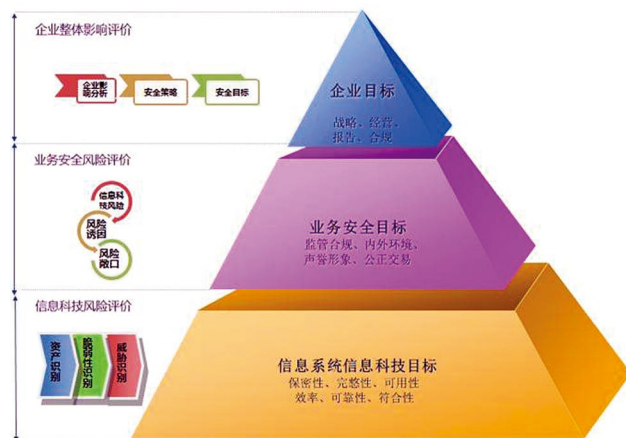 企业整体影响评价
企业影
响分析
安全策略
安全目标
企业目标
战略、经营、
报告、合规
业务安全风险评价
信息科
技风险
风险
诱因
风险
敞口
业务安全目标
监管合规、内外环境、
声誉形象、公正交易
信息科技风险评价
资产识别
脆弱性识别
威胁识别
信息系统信息科技目标
保密性、完整性、可用性
效率、可靠性、符合性